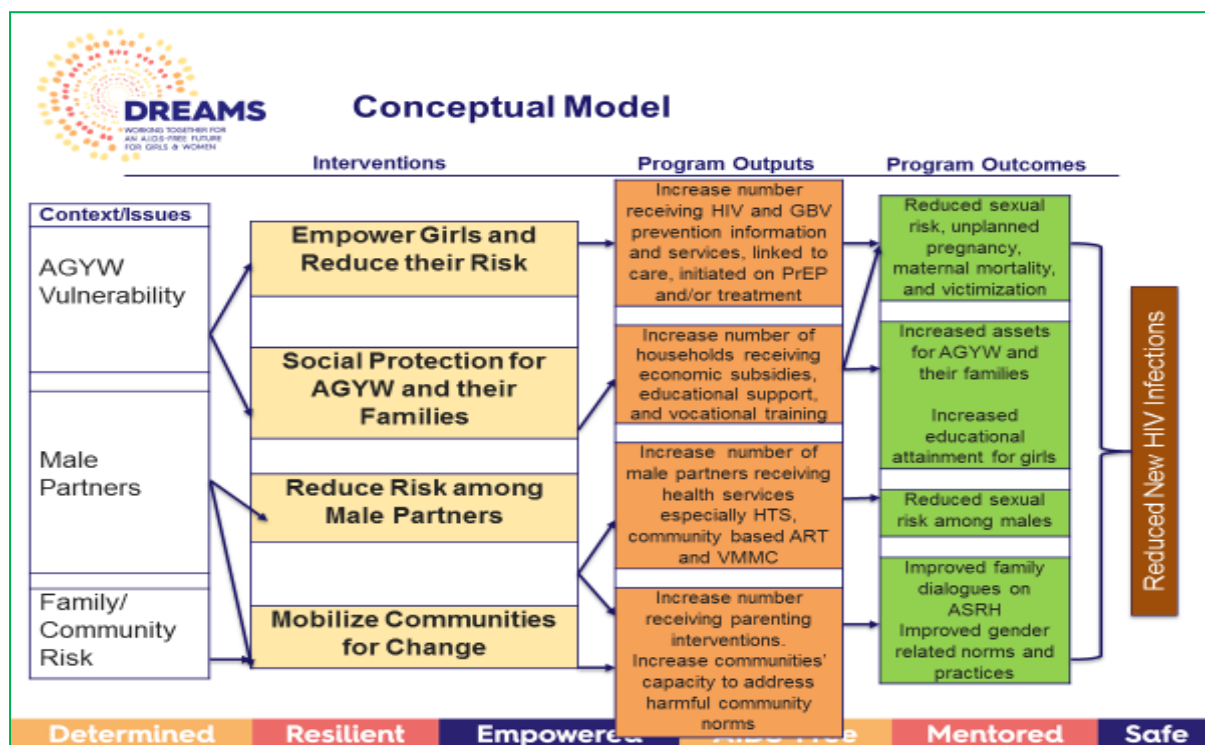 DREAMS
WORKING TOGETHER FOR
AN A.I.D.S-FREE FUTURE
FOR GIRLS & WOMEN
Conceptual Model
Interventions
Program Outputs
Program Outcomes
Context/Issues
AGYW
Vulnerability
Male
Partners
Family/
Community
Risk
Empower Girls and
Reduce their Risk
Social Protection for
AGYW and their
Families
Reduce Risk among
Male Partners
Mobilize Communities
for Change
Increase number
receiving HIV and GBV
prevention information
and services, linked to
care, initiated on PrEP
and/or treatment
Increase number of
households receiving
economic subsidies,
educational support,
and vocational training
Increase number of
male partners receiving
health services
especially HTS,
community based ART
and VMMC
Increase number
receiving parenting
interventions.
Increase communities'
capacity to address
harmful community
norms
Reduced sexual
risk, unplanned
pregnancy,
maternal mortality,
and victimization
Increased assets
for AGYW and
their families
Increased
educational
attainment for girls
Reduced sexual
risk among males
Improved family
dialogues on
ASRH
Improved gender
related norms and
practices
Reduced New HIV Infections
Determined
Resilient
Empowered
AIDS-Free
Mentored
Safe